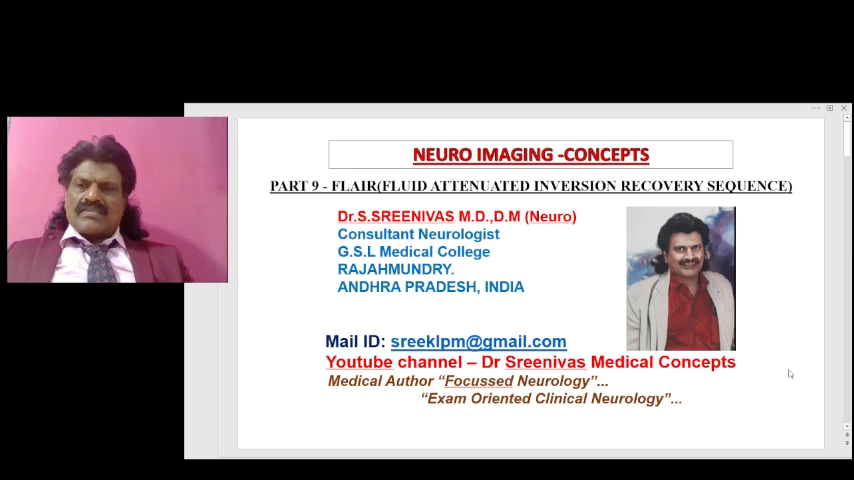 NEURO IMAGING -CONCEPTS
PART 9 - FLAIR(FLUID ATTENUATED INVERSION RECOVERY SEQUENCE)
Dr.S.SREENIVAS M.D.,D.M (Neuro)
Consultant Neurologist
G.S.L Medical College
RAJAHMUNDRY.
ANDHRA PRADESH, INDIA
Mail ID: sreeklpm@gmail.com
Youtube channel – Dr Sreenivas Medical Concepts
Medical Author “Focussed Neurology”...
“Exam Oriented Clinical Neurology”...